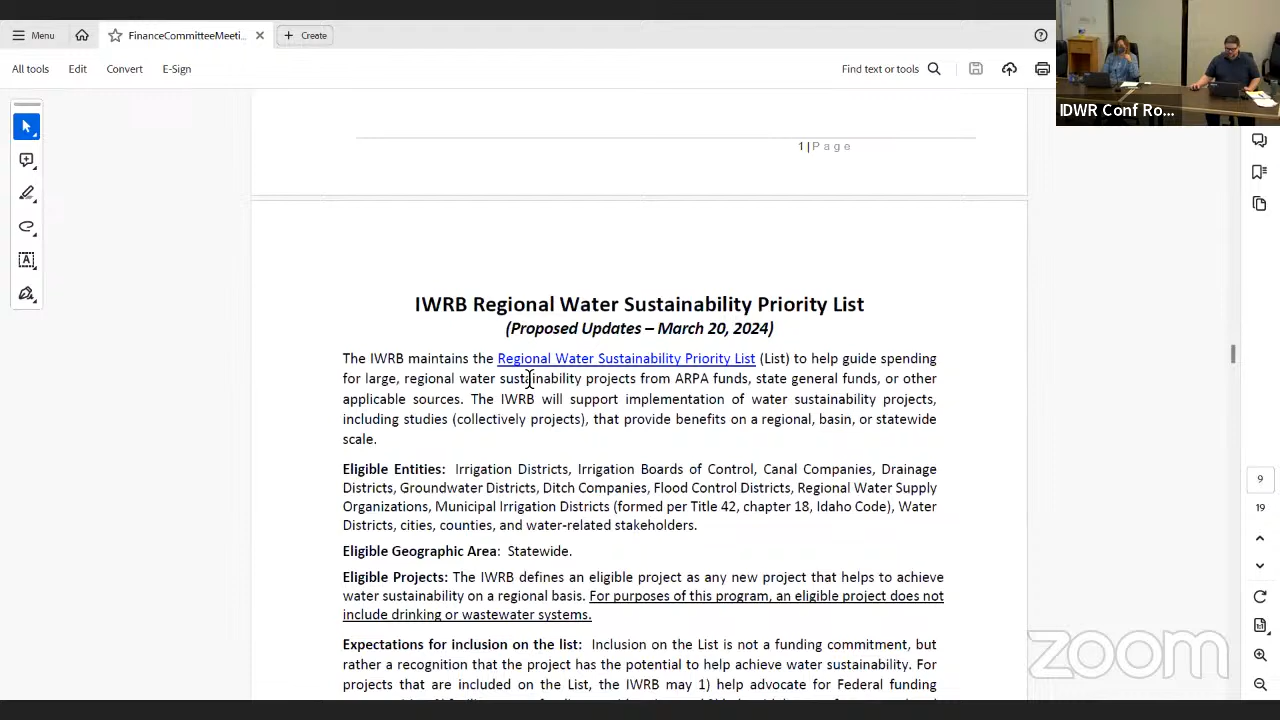 Menu
FinanceCommitteeMeeti...
Create
All tools
Edit
Convert
E-Sign
Find text or tools
IDWR Conf Ro...
1 | P a g e
IWRB Regional Water Sustainability Priority List
(Proposed Updates – March 20, 2024)
The IWRB maintains the Regional Water Sustainability Priority List (List) to help guide spending
for large, regional water sustainability projects from ARPA funds, state general funds, or other
applicable sources. The IWRB will support implementation of water sustainability projects,
including studies (collectively projects), that provide benefits on a regional, basin, or statewide
scale.
Eligible Entities: Irrigation Districts, Irrigation Boards of Control, Canal Companies, Drainage
Districts, Groundwater Districts, Ditch Companies, Flood Control Districts, Regional Water Supply
Organizations, Municipal Irrigation Districts (formed per Title 42, chapter 18, Idaho Code), Water
Districts, cities, counties, and water-related stakeholders.
Eligible Geographic Area: Statewide.
Eligible Projects: The IWRB defines an eligible project as any new project that helps to achieve
water sustainability on a regional basis. For purposes of this program, an eligible project does not
include drinking or wastewater systems.
Expectations for inclusion on the list: Inclusion on the List is not a funding commitment, but
rather a recognition that the project has the potential to help achieve water sustainability. For
projects that are included on the List, the IWRB may 1) help advocate for Federal funding
9
19
zoom